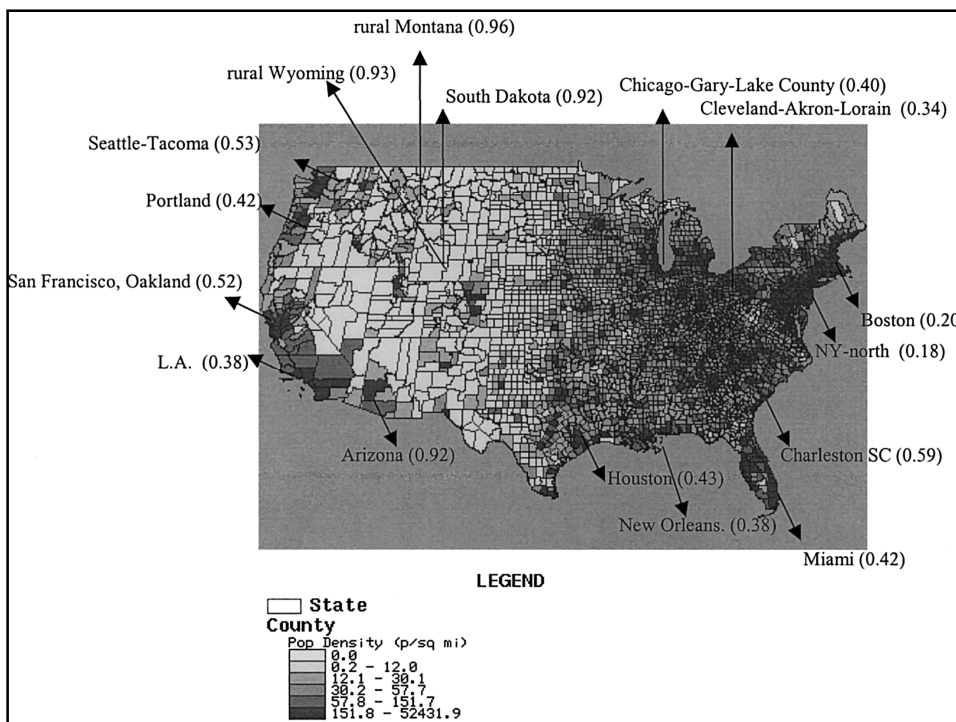 rural Montana (0.96)
rural Wyoming (0.93)
South Dakota (0.92)
Chicago-Gary-Lake County (0.40)
Cleveland-Akron-Lorain (0.34)
Seattle-Tacoma (0.53)
Portland (0.42)
San Francisco, Oakland (0.52)
L.A. (0.38)
Boston (0.20
NY-north (0.18)
Arizona (0.92)
Charleston SC (0.59)
Houston (0.43)
New Orleans. (0.38)
Miami (0.42)
LEGEND
State
County
Pop Density (p/sq mi)
0.0
0.2 - 12.0
12.1 - 30.1
30.2 - 57.7
57.8 - 151.7
151.8 - 52431.9